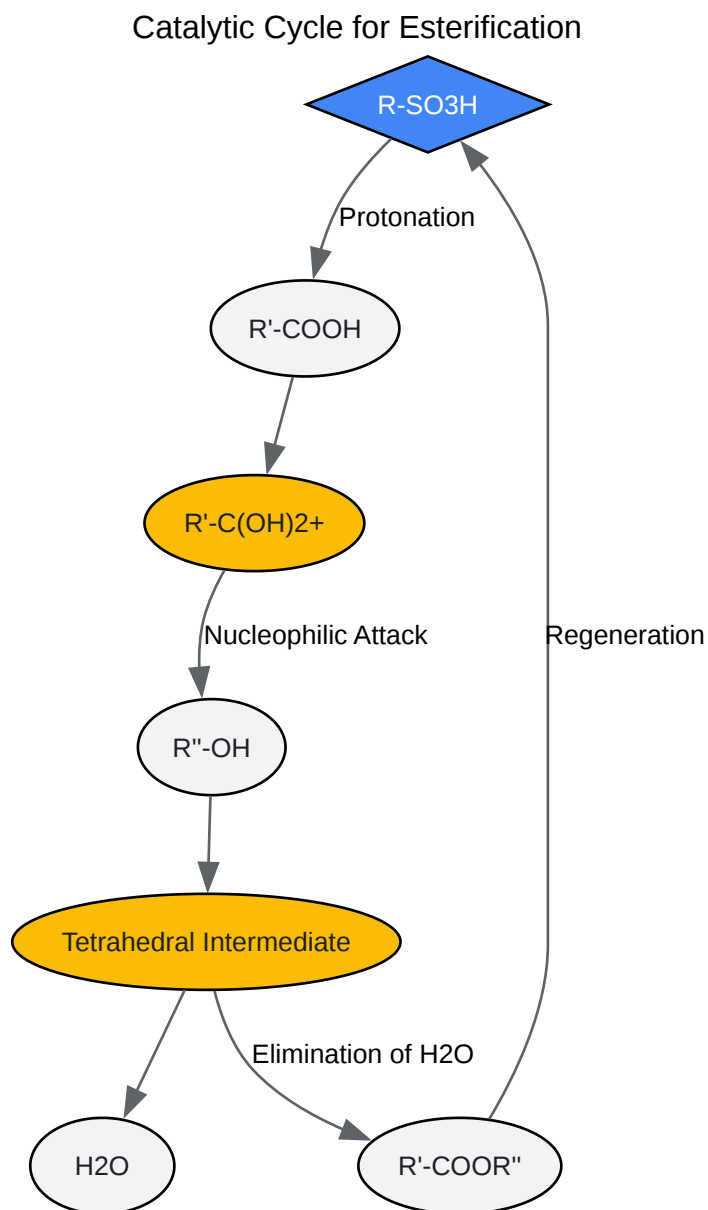 Catalytic Cycle for Esterification
R-SO3H
Protonation
R'-COOH
R'-C(OH)2+
Nucleophilic Attack
Regeneration
R''-OH
Tetrahedral Intermediate
Elimination of H2O
H2O
R'-COOR''